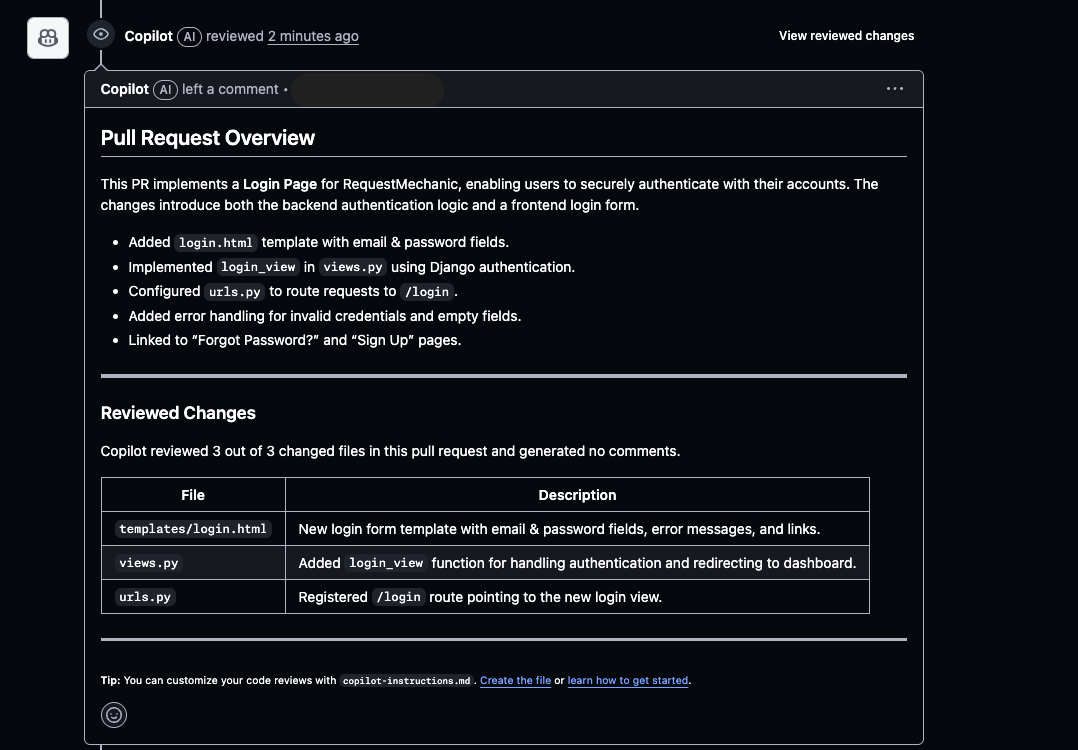 Copilot AI reviewed 2 minutes ago
View reviewed changes
Copilot AI left a comment •
Pull Request Overview
This PR implements a Login Page for RequestMechanic, enabling users to securely authenticate with their accounts. The
changes introduce both the backend authentication logic and a frontend login form.
• Added login.html template with email & password fields.
• Implemented login_view in views.py using Django authentication.
• Configured urls.py to route requests to /login.
• Added error handling for invalid credentials and empty fields.
• Linked to “Forgot Password?” and “Sign Up” pages.
Reviewed Changes
Copilot reviewed 3 out of 3 changed files in this pull request and generated no comments.
File Description
templates/login.html New login form template with email & password fields, error messages, and links.
views.py Added login_view function for handling authentication and redirecting to dashboard.
urls.py Registered /login route pointing to the new login view.
Tip: You can customize your code reviews with copilot-instructions.md. Create the file or learn how to get started.